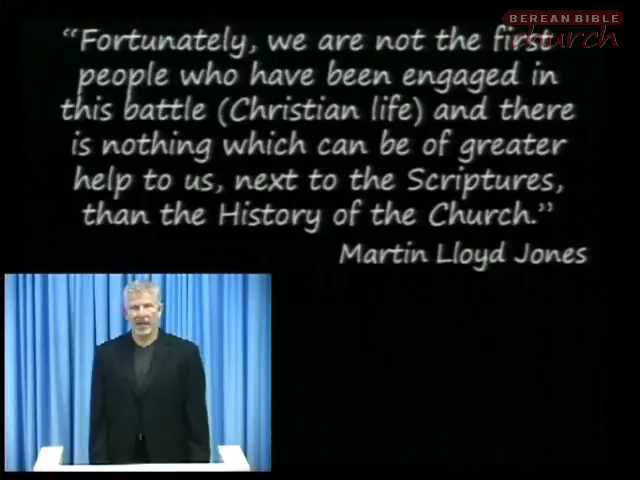 BEREAN BIBLE
church
“Fortunately, we are not the first
people who have been engaged in
this battle (Christian life) and there
is nothing which can be of greater
help to us, next to the Scriptures,
than the History of the Church.”
Martin Lloyd Jones